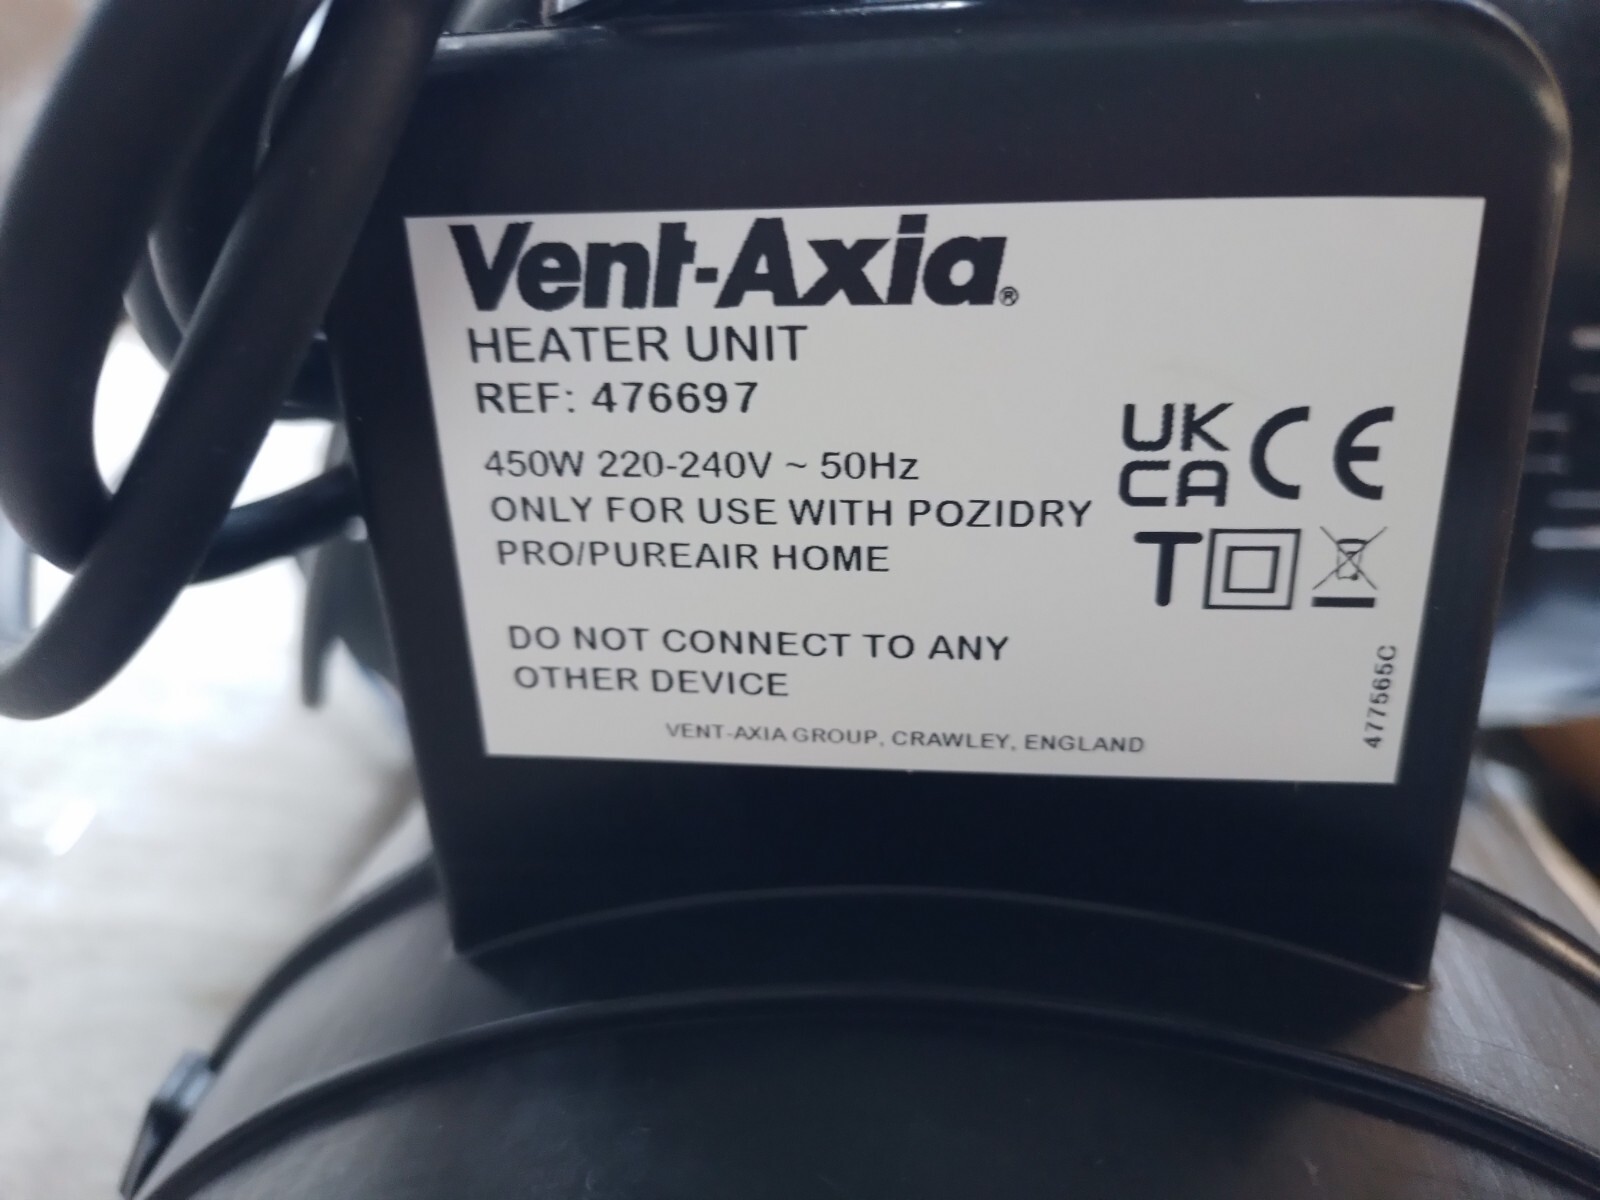 Vent-Axia®
HEATER UNIT
REF: 476697
450W 220-240V ~ 50Hz
ONLY FOR USE WITH POZIDRY
PRO/PUREAIR HOME
UK
CA
CE
T
DO NOT CONNECT TO ANY
OTHER DEVICE
VENT-AXIA GROUP, CRAWLEY, ENGLAND
477565C